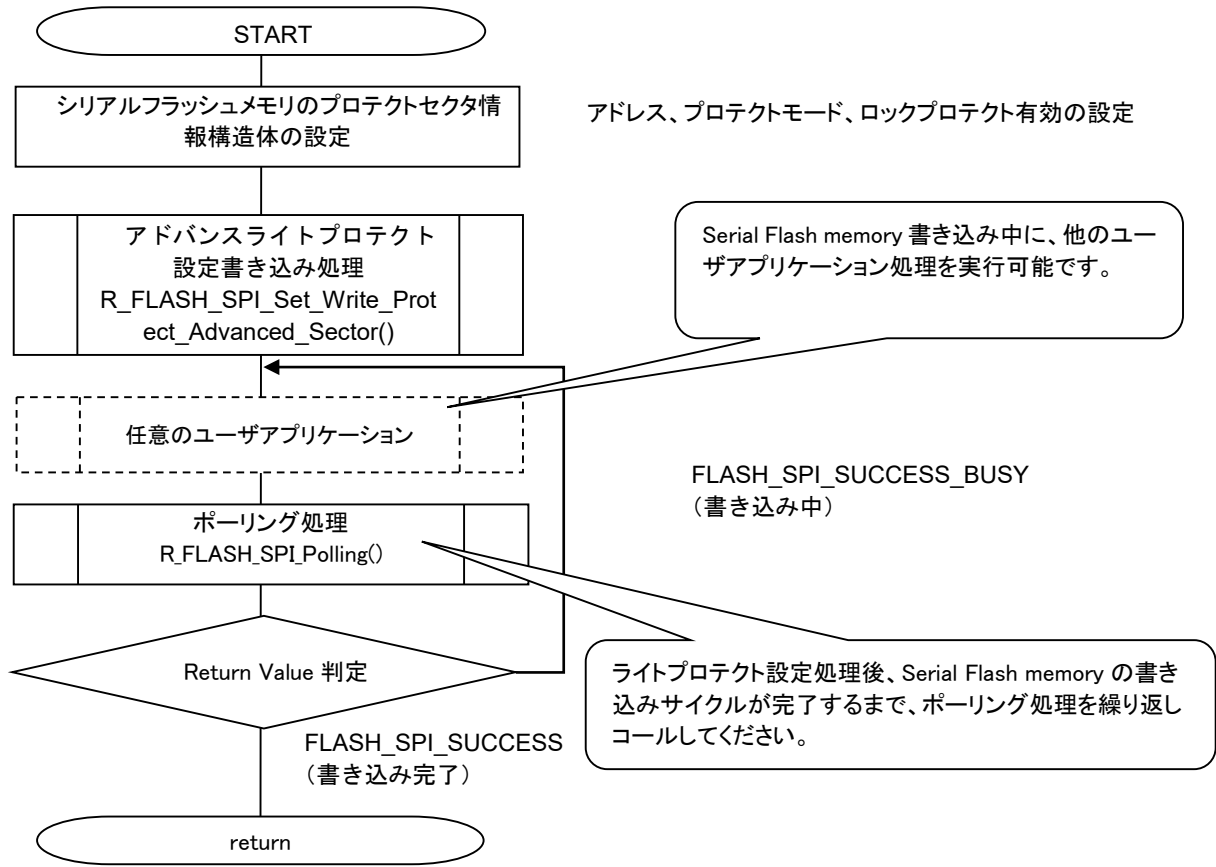 START
シリアルフラッシュメモリのプロテクトセクタ情
報構造体の設定
アドレス、プロテクトモード、ロックプロテクト有効の設定
アドバンスライトプロテクト
設定書き込み処理
R_FLASH_SPI_Set_Write_Prot
ect_Advanced_Sector()
Serial Flash memory 書き込み中に、他のユー
ザアプリケーション処理を実行可能です。
任意のユーザアプリケーション
FLASH_SPI_SUCCESS_BUSY
（書き込み中）
ポーリング処理
R_FLASH_SPI_Polling()
Return Value 判定
ライトプロテクト設定処理後、Serial Flash memory の書き
込みサイクルが完了するまで、ポーリング処理を繰り返し
コールしてください。
FLASH_SPI_SUCCESS
（書き込み完了）
return